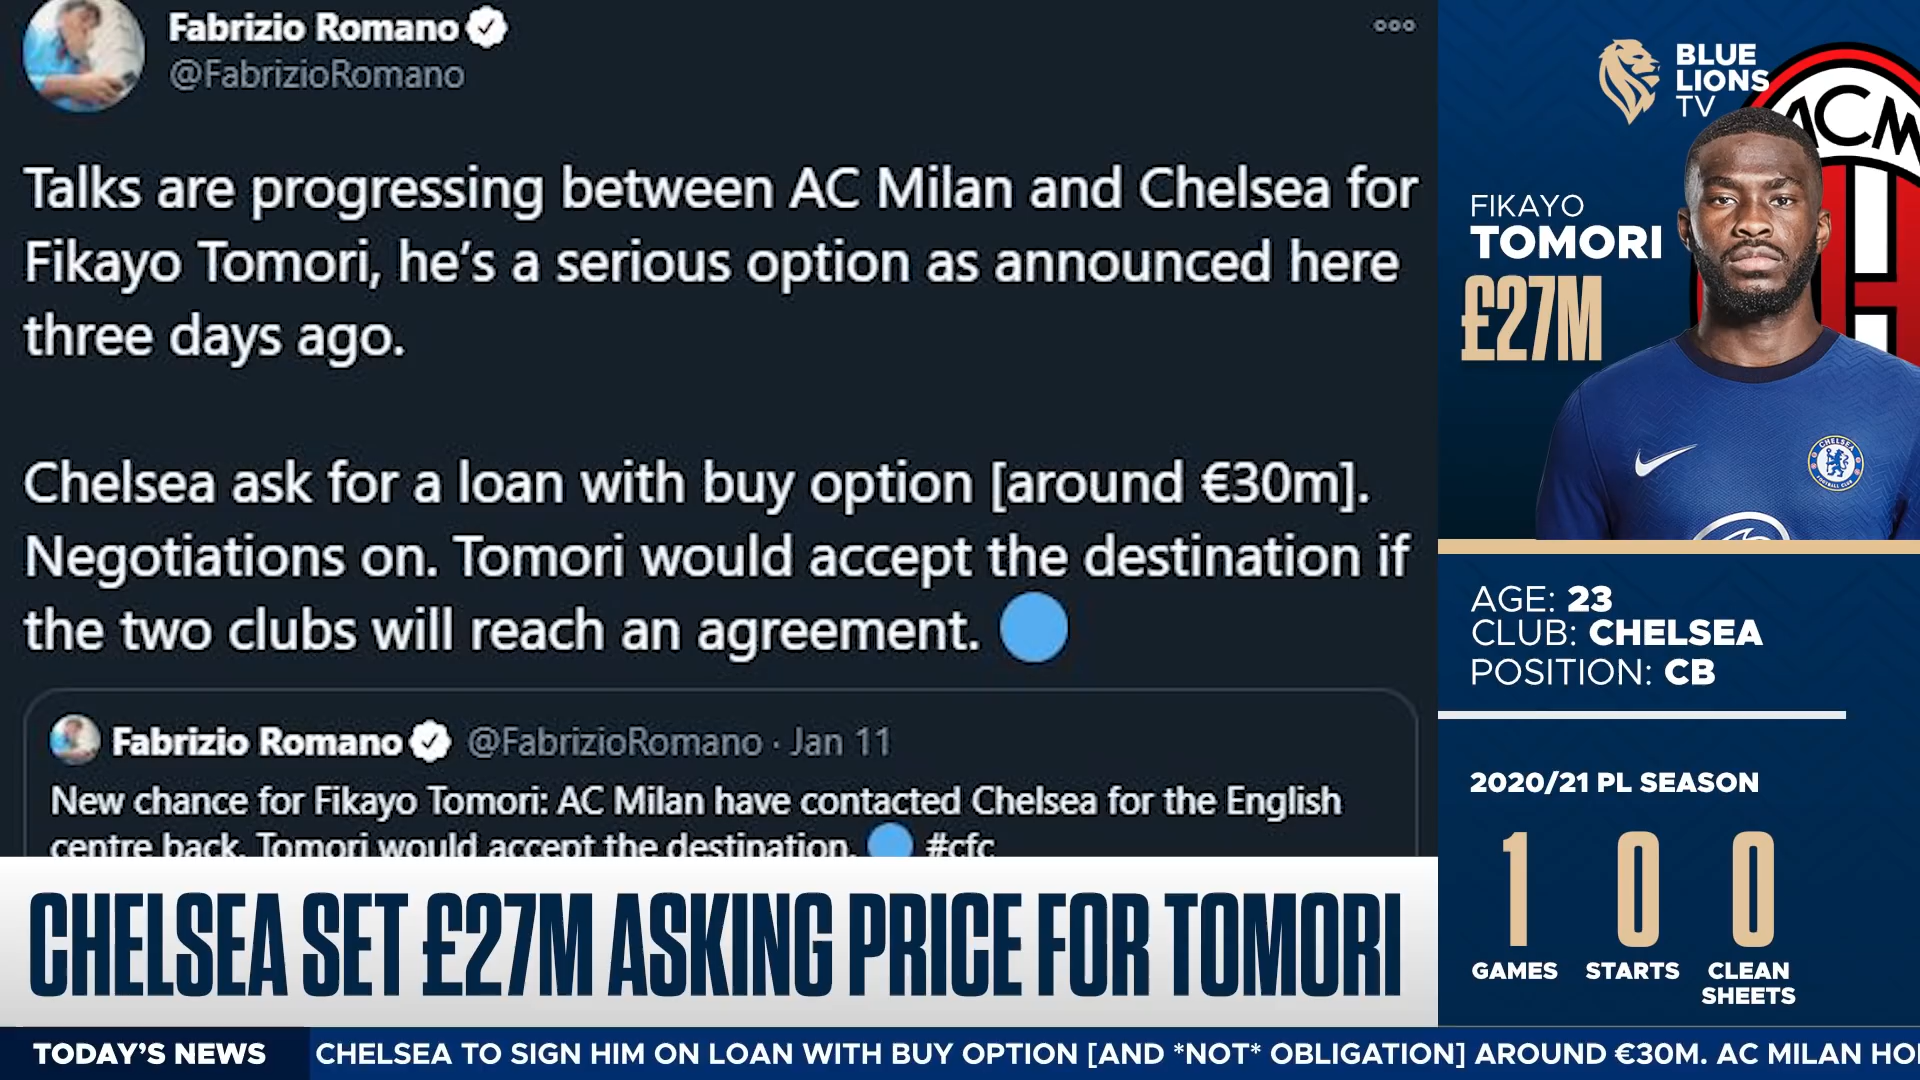 Fabrizio Romano
@FabrizioRomano
Talks are progressing between AC Milan and Chelsea for
Fikayo Tomori, he’s a serious option as announced here
three days ago.
Chelsea ask for a loan with buy option [around €30m].
Negotiations on. Tomori would accept the destination if
the two clubs will reach an agreement.
Fabrizio Romano @FabrizioRomano · Jan 11
New chance for Fikayo Tomori: AC Milan have contacted Chelsea for the English
centre back. Tomori would accept the destination. #cfc
CHELSEA SET £27M ASKING PRICE FOR TOMORI
BLUE
LIONS
TV
ACM
FIKAYO
TOMORI
£27M
CHELSEA
FOOTBALL CLUB
AGE: 23
CLUB: CHELSEA
POSITION: CB
2020/21 PL SEASON
1 0 0
GAMES STARTS CLEAN
SHEETS
TODAY’S NEWS CHELSEA TO SIGN HIM ON LOAN WITH BUY OPTION [AND *NOT* OBLIGATION] AROUND €30M. AC MILAN